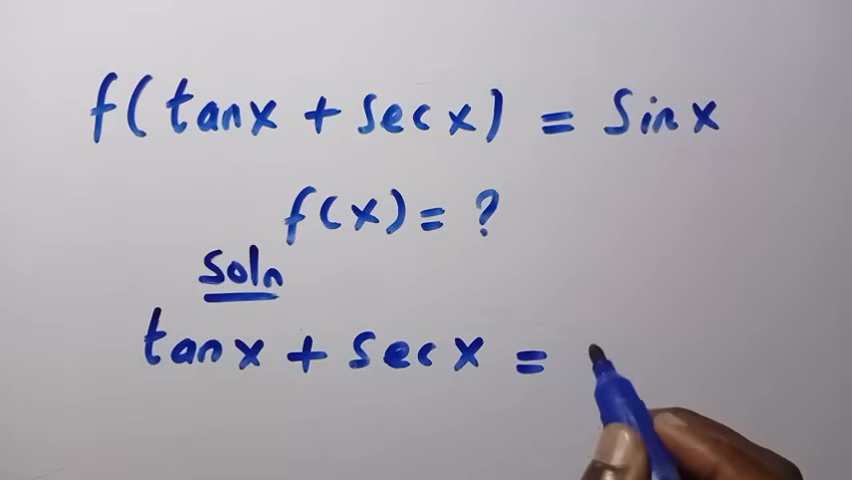 f(tanx + secx) = Sinx
f(x) = ?
Soln
tanx + secx =